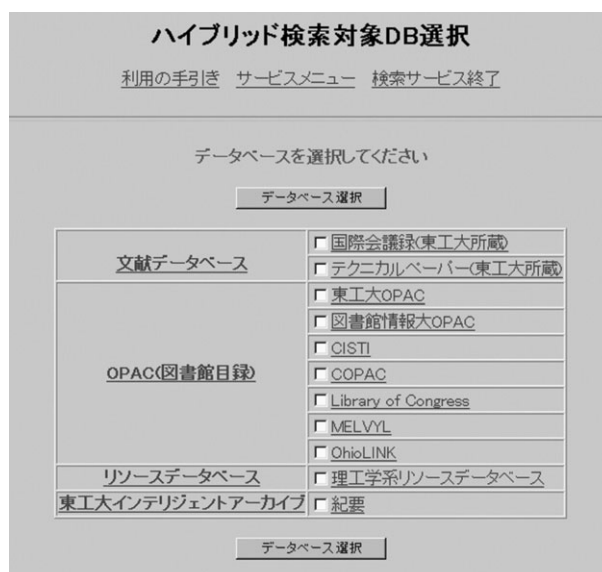 ハイブリッド検索対象DB選択
利用の手引き サービスメニュー 検索サービス終了
データベースを選択してください
データベース選択
文献データベース
国際会議録(東工大所蔵)
テクニカルペーパー(東工大所蔵)
OPAC(図書館目録)
東工大OPAC
図書館情報大OPAC
CISTI
COPAC
Library of Congress
MELVYL
OhioLINK
リソースデータベース
理工学系リソースデータベース
東工大インテリジェントアーカイブ
紀要
データベース選択